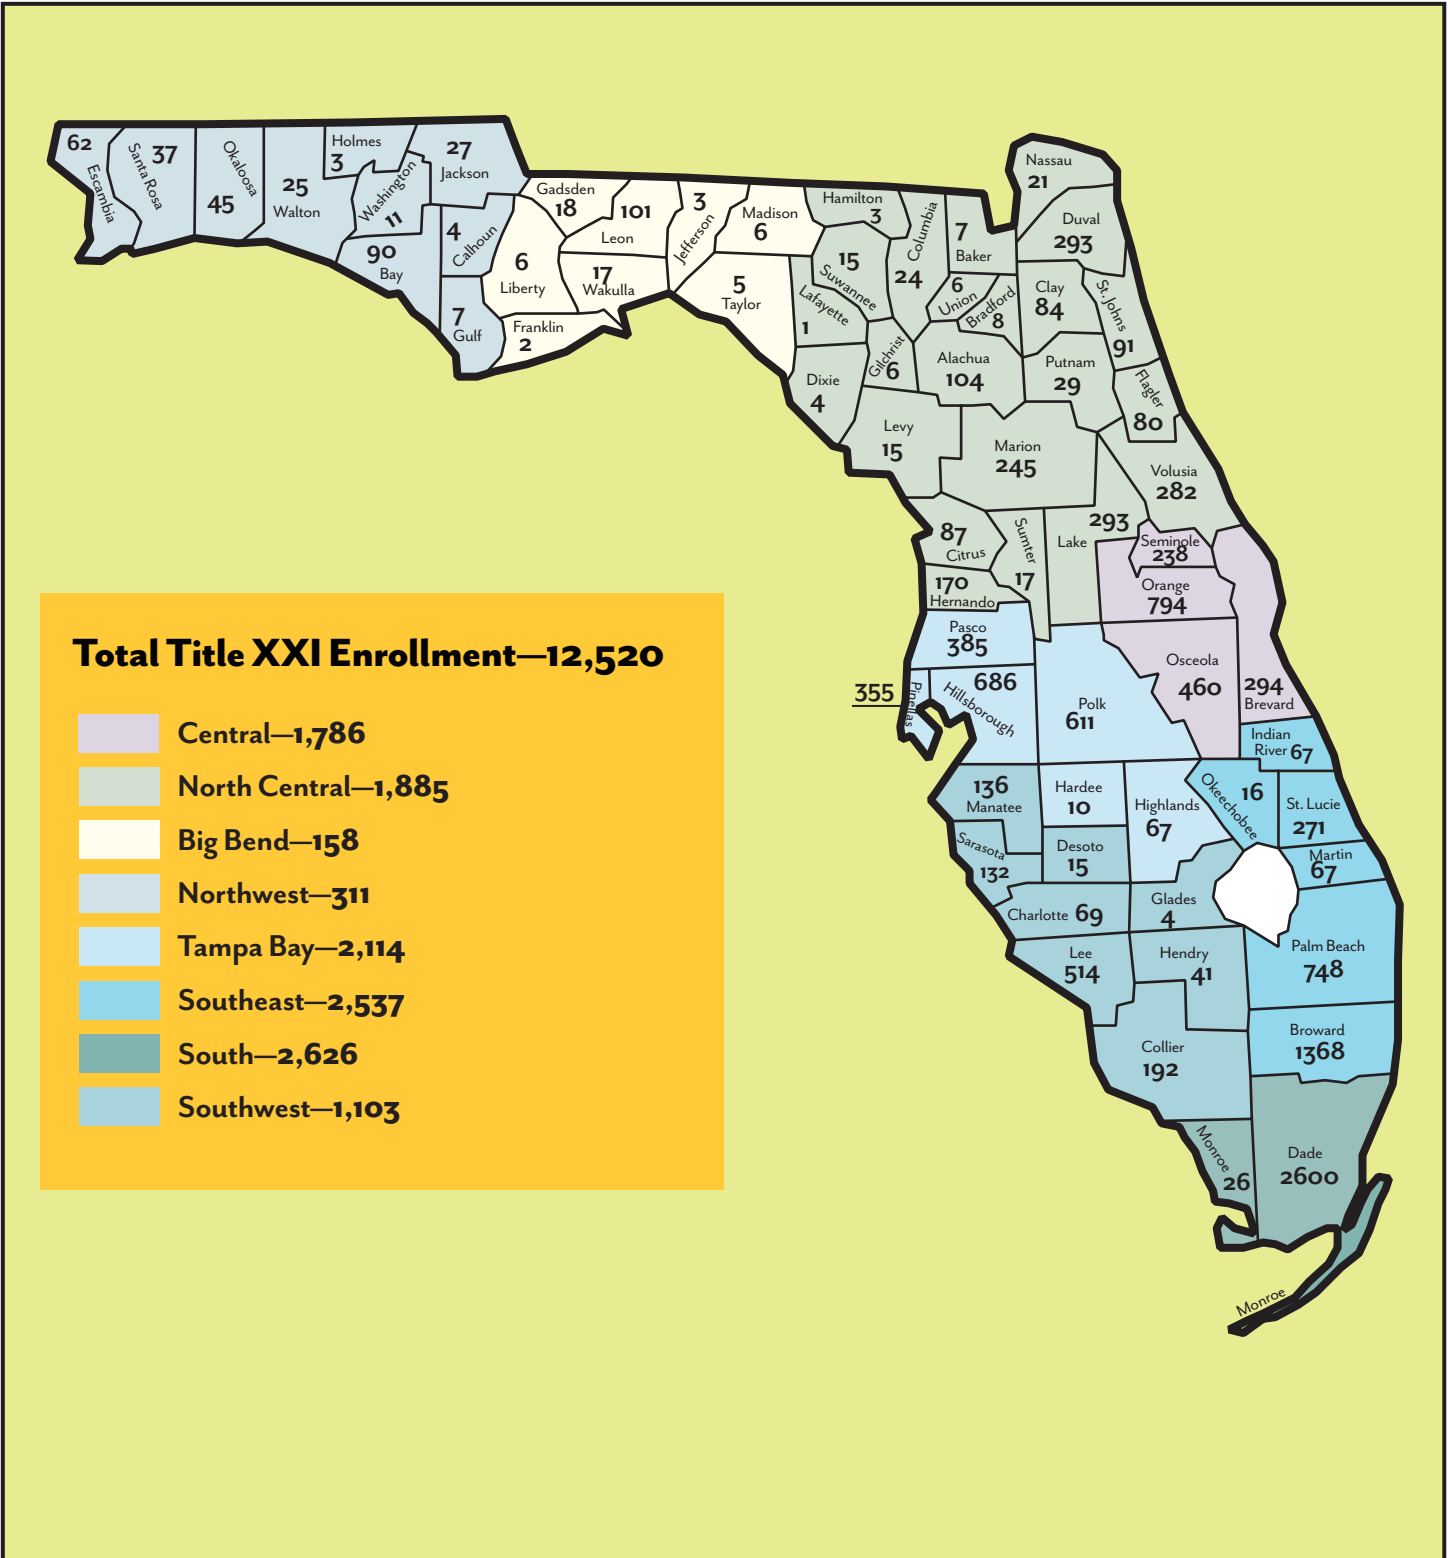 62
Escambia
Santa Rosa
37
Okaloosa
45
25
Walton
Holmes
3
Washington
11
27
Jackson
90
Bay
4
Calhoun
7
Gulf
Gadsden
18
6
Liberty
101
Leon
17
Wakulla
Franklin
2
3
Jefferson
Madison
6
5
Taylor
Hamilton
3
15
Suwannee
Lafayette
1
Columbia
24
7
Baker
6
Union
Bradford
8
Nassau
21
Duval
293
Clay
84
St. Johns
91
Dixie
4
Gilchrist
6
Alachua
104
Putnam
29
Flagler
80
Levy
15
Marion
245
Volusia
282
87
Citrus
Sumter
17
293
Lake
Seminole
238
170
Hernando
Orange
794
Pasco
385
Osceola
460
294
Brevard
355
Pinellas
686
Hillsborough
Polk
611
Indian
River 67
136
Manatee
Hardee
10
Highlands
67
Okeechobee
16
St. Lucie
271
Sarasota
132
Desoto
15
Martin
67
Charlotte 69
Glades
4
Lee
514
Hendry
41
Palm Beach
748
Collier
192
Broward
1368
Monroe
26
Dade
2600
Monroe
Total Title XXI Enrollment—12,520
Central—1,786
North Central—1,885
Big Bend—158
Northwest—311
Tampa Bay—2,114
Southeast—2,537
South—2,626
Southwest—1,103